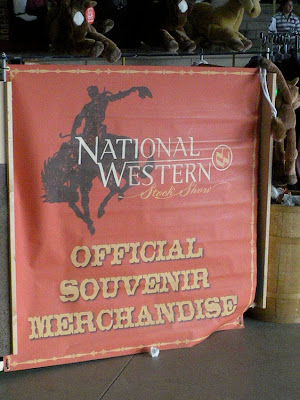 NATIONAL
WESTERN
Stock Show
OFFICIAL
SOUVENIR
MERCHANDISE